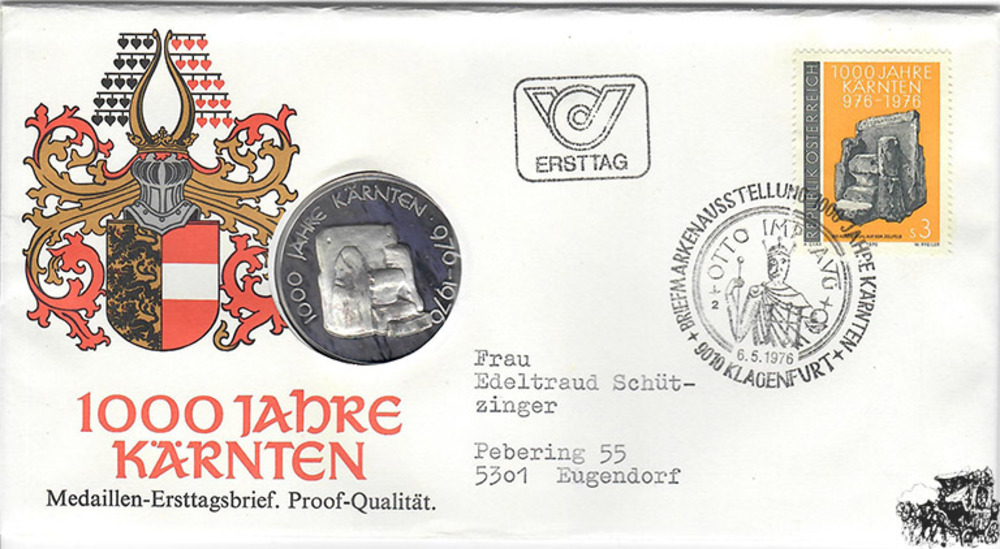 ERSTTAG
1000 JAHRE
KÄRNTEN
976-1976
REPUBLIK ÖSTERREICH
S3
1976
1000 JAHRE KÄRNTEN · 976-1976
+ BRIEFMARKENAUSSTELLUNG 1000 JAHRE KÄRNTEN +
OTTO IMP AVG
2
6.5.1976
9010 KLAGENFURT
Frau
Edeltraud Schüt-
zinger
Pebering 55
5301 Eugendorf
1000 JAHRE
KÄRNTEN
Medaillen-Ersttagsbrief. Proof-Qualität.